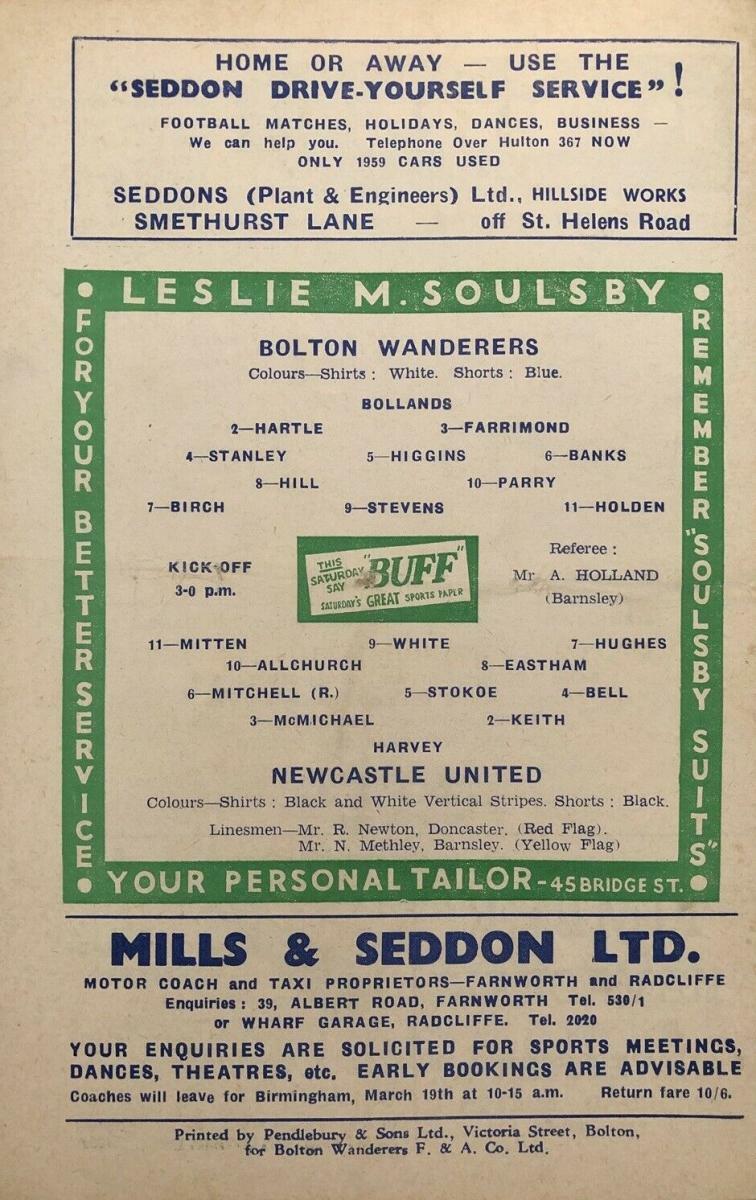 HOME OR AWAY — USE THE
"SEDDON DRIVE-YOURSELF SERVICE"!
FOOTBALL MATCHES, HOLIDAYS, DANCES, BUSINESS —
We can help you. Telephone Over Hulton 367 NOW
ONLY 1959 CARS USED
SEDDONS (Plant & Engineers) Ltd., HILLSIDE WORKS
SMETHURST LANE — off St. Helens Road
LESLIE M. SOULSBY
FOR YOUR BETTER SERVICE
REMEMBER "SOULSBY SUITS"
BOLTON WANDERERS
Colours—Shirts : White. Shorts : Blue.
BOLLANDS
2—HARTLE 3—FARRIMOND
4—STANLEY 5—HIGGINS 6—BANKS
8—HILL 10—PARRY
7—BIRCH 9—STEVENS 11—HOLDEN
KICK-OFF
3-0 p.m.
THIS
SATURDAY
SAY "BUFF"
SATURDAY'S GREAT SPORTS PAPER
Referee :
Mr A. HOLLAND
(Barnsley)
11—MITTEN 9—WHITE 7—HUGHES
10—ALLCHURCH 8—EASTHAM
6—MITCHELL (R.) 5—STOKOE 4—BELL
3—McMICHAEL 2—KEITH
HARVEY
NEWCASTLE UNITED
Colours—Shirts : Black and White Vertical Stripes. Shorts : Black.
Linesmen—Mr. R. Newton, Doncaster. (Red Flag).
Mr. N. Methley, Barnsley. (Yellow Flag)
YOUR PERSONAL TAILOR - 45 BRIDGE ST.
MILLS & SEDDON LTD.
MOTOR COACH and TAXI PROPRIETORS—FARNWORTH and RADCLIFFE
Enquiries : 39, ALBERT ROAD, FARNWORTH Tel. 530/1
or WHARF GARAGE, RADCLIFFE. Tel. 2020
YOUR ENQUIRIES ARE SOLICITED FOR SPORTS MEETINGS,
DANCES, THEATRES, etc. EARLY BOOKINGS ARE ADVISABLE
Coaches will leave for Birmingham, March 19th at 10-15 a.m. Return fare 10/6.
Printed by Pendlebury & Sons Ltd., Victoria Street, Bolton,
for Bolton Wanderers F. & A. Co. Ltd.